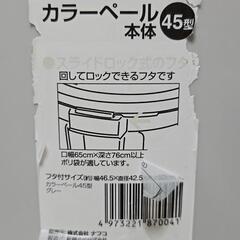 カラーペール
本体 45型
●スライドロック式のフタ
回してロックできるフタです
口幅65cm×深さ76cm以上
ポリ袋が適しています
フタ付サイズ(約)幅46.5×直径42.5
カラーペール45型
グレー
株式会社 ナフコ
4 973221 870041